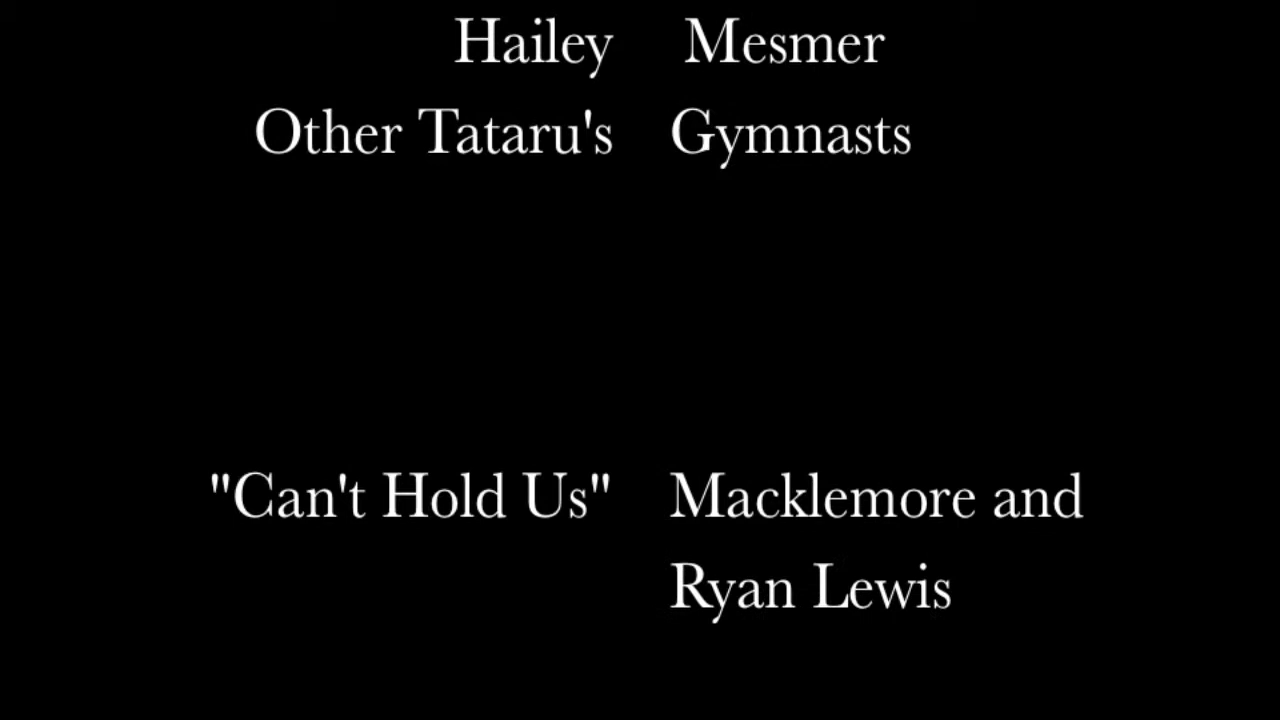 Hailey Mesmer
Other Tataru's Gymnasts
"Can't Hold Us" Macklemore and
Ryan Lewis